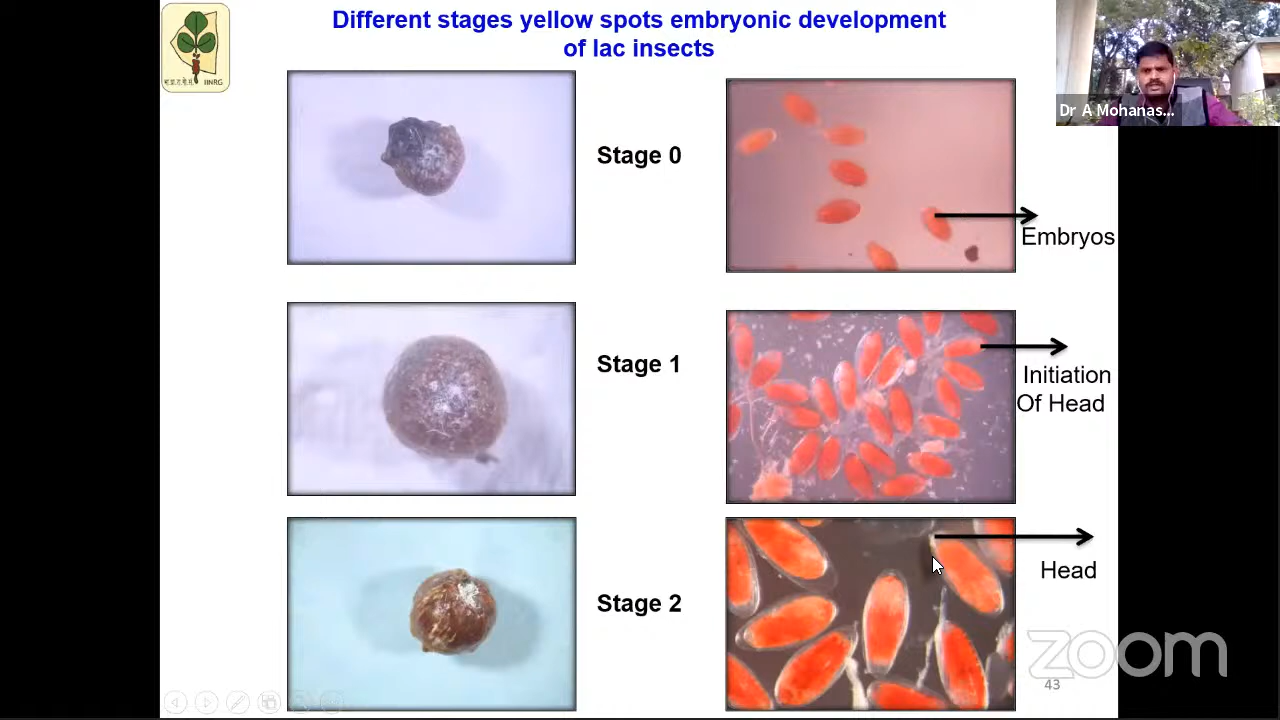 Different stages yellow spots embryonic development
of lac insects
IINRG
Dr A Mohanas...
Stage 0
Embryos
Stage 1
Initiation
Of Head
Stage 2
Head
zoom
43